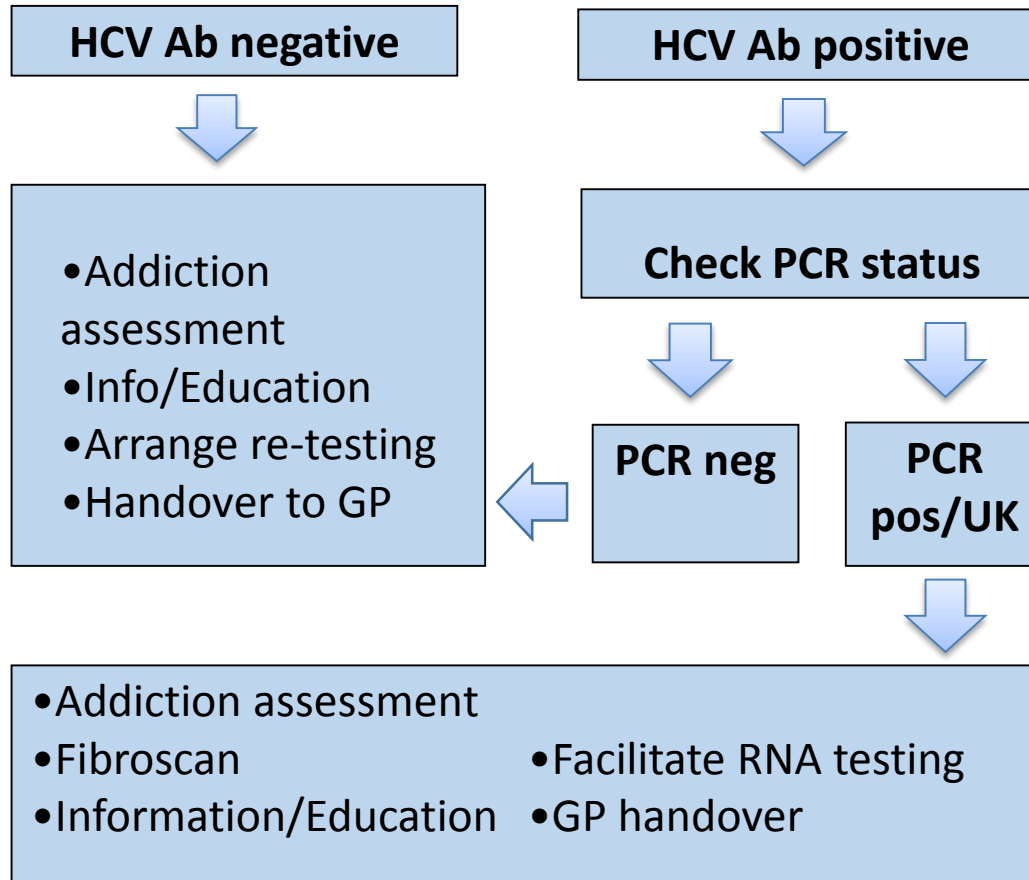 HCV Ab negative
HCV Ab positive
•Addiction
assessment
•Info/Education
•Arrange re-testing
•Handover to GP
Check PCR status
PCR neg
PCR
pos/UK
•Addiction assessment
•Fibroscan
•Information/Education
•Facilitate RNA testing
•GP handover